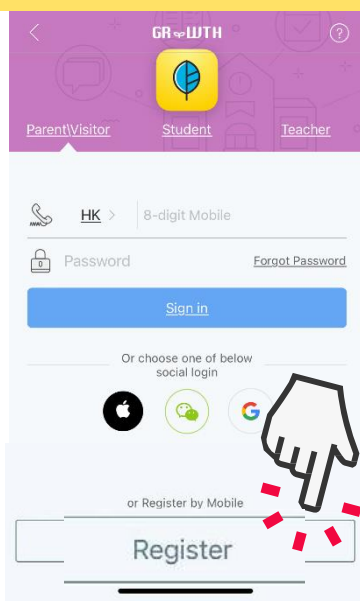 GROWTH
?
Parent\Visitor Student Teacher
HK > 8-digit Mobile
Password Forgot Password
Sign in
Or choose one of below
social login
G
or Register by Mobile
Register